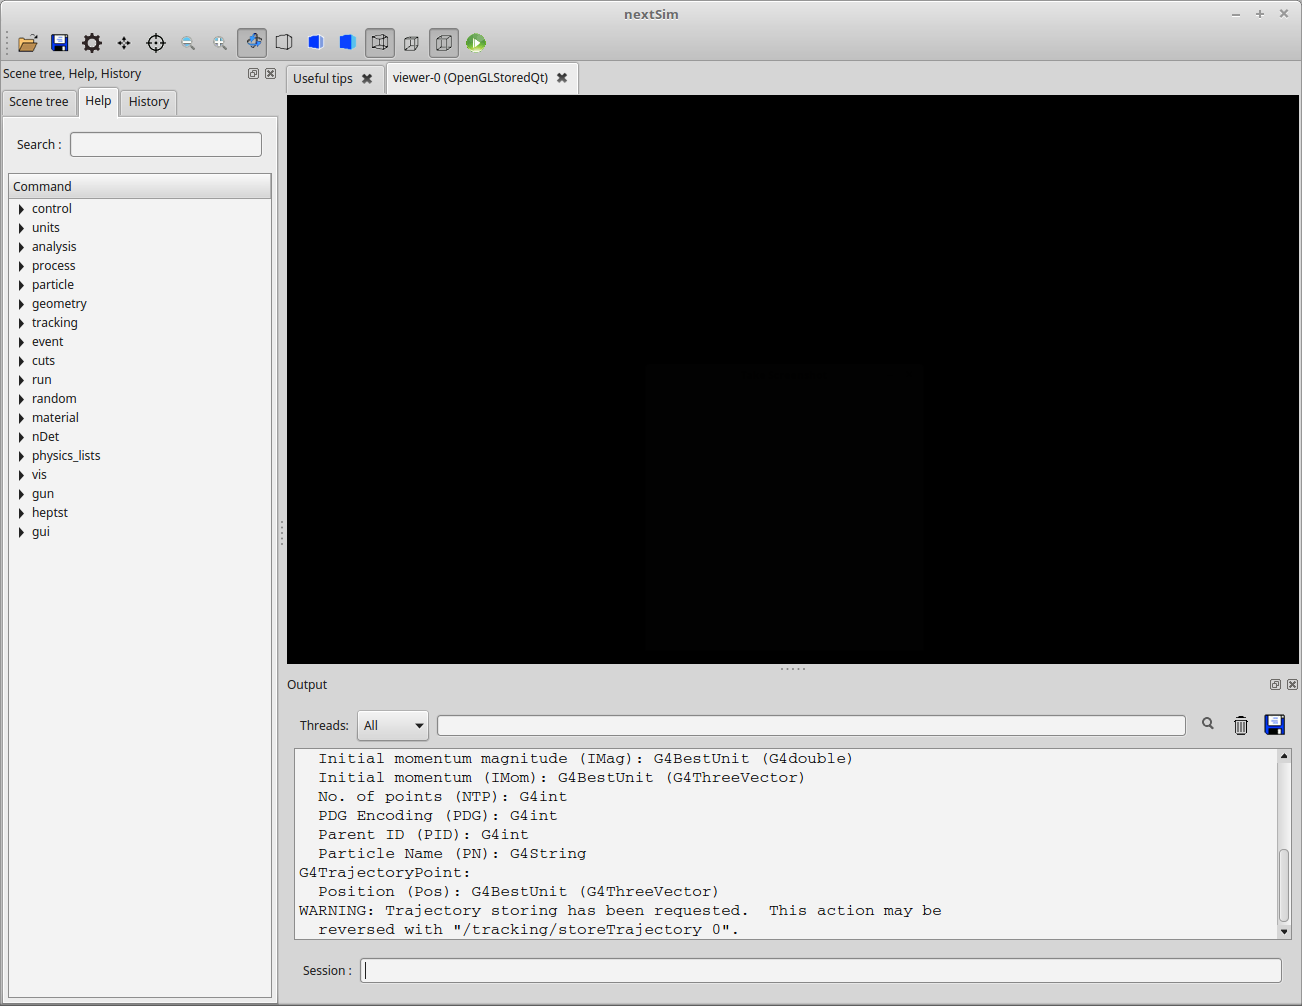 nextSim
Scene tree, Help, History
Useful tips
viewer-0 (OpenGLStoredQt)
Scene tree
Help
History
Search :
Command
control
units
analysis
process
particle
geometry
tracking
event
cuts
run
random
material
nDet
physics_lists
vis
gun
heptst
gui
Output
Threads:
All
Initial momentum magnitude (IMag): G4BestUnit (G4double)
Initial momentum (IMom): G4BestUnit (G4ThreeVector)
No. of points (NTP): G4int
PDG Encoding (PDG): G4int
Parent ID (PID): G4int
Particle Name (PN): G4String
G4TrajectoryPoint:
Position (Pos): G4BestUnit (G4ThreeVector)
WARNING: Trajectory storing has been requested.  This action may be
reversed with "/tracking/storeTrajectory 0".
Session :